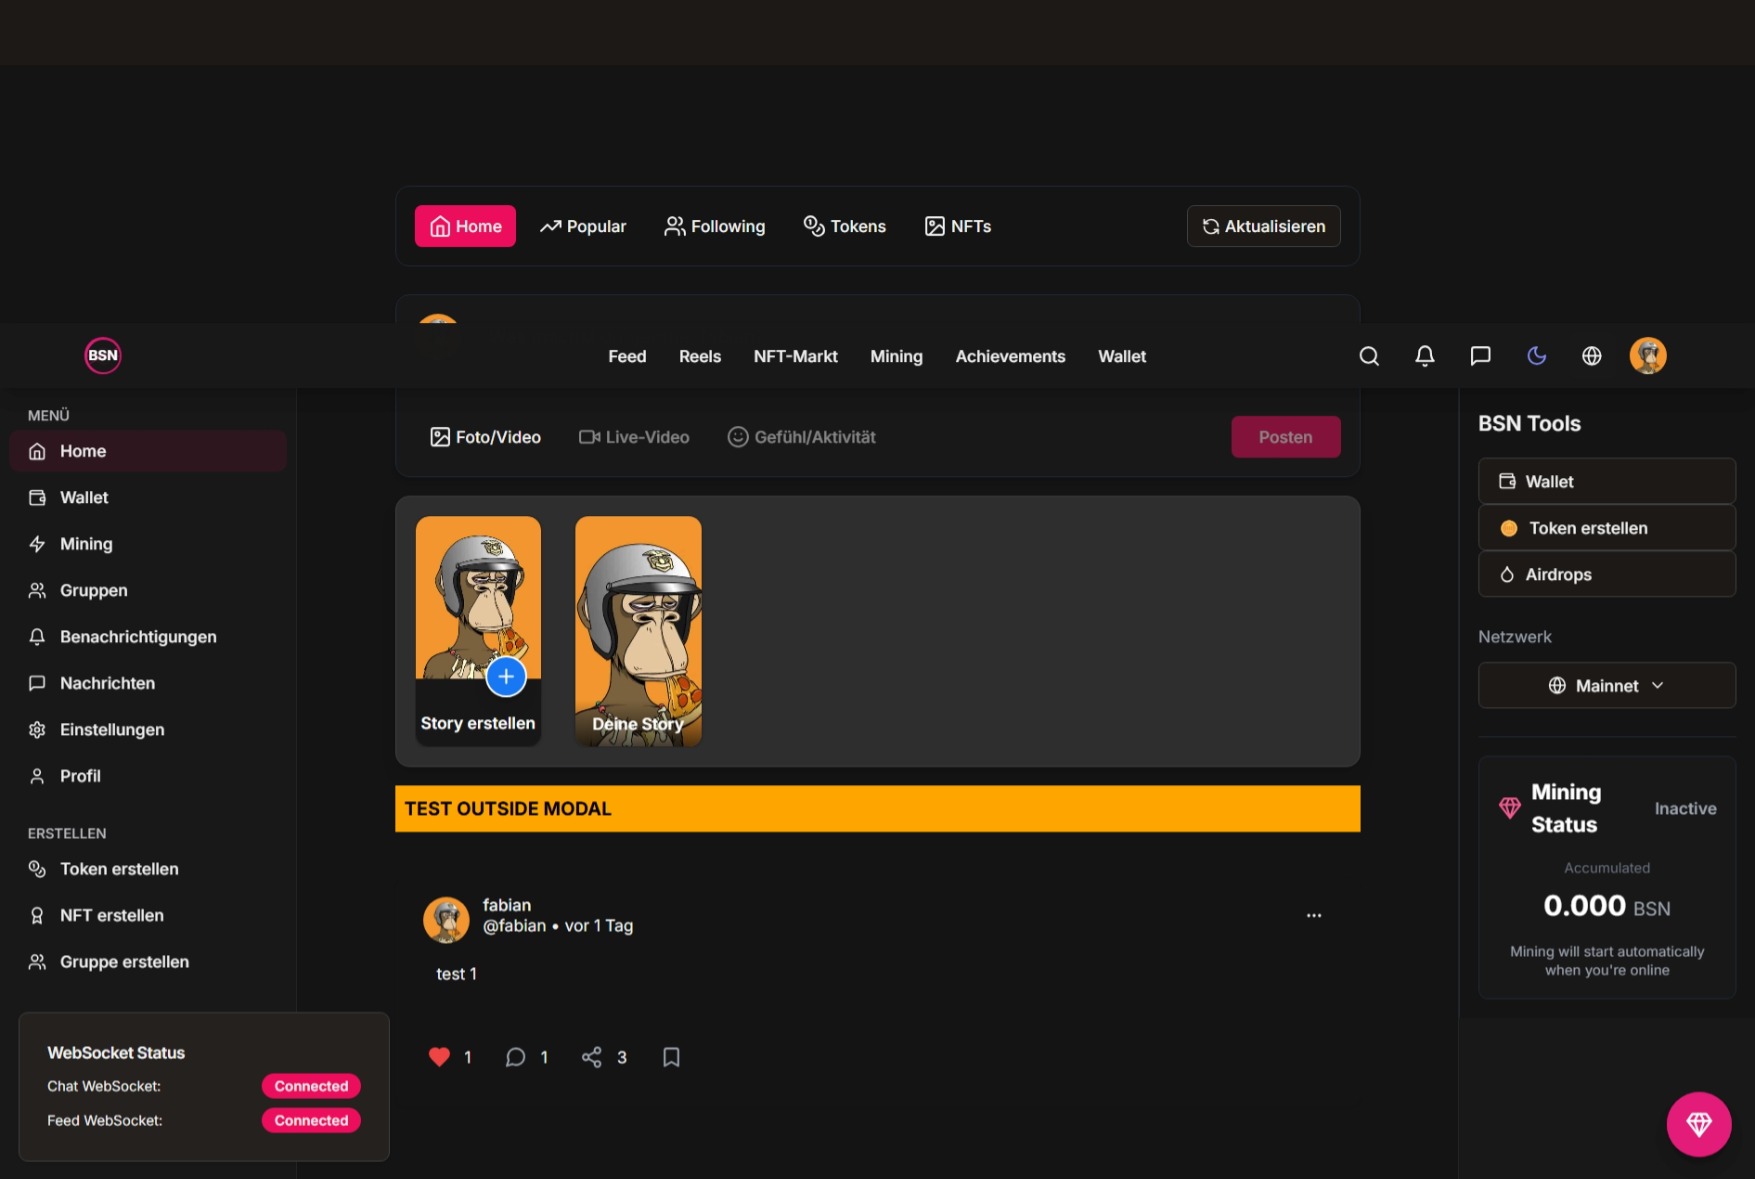 Home
Popular
Following
Tokens
NFTs
Aktualisieren
BSN
Feed
Reels
NFT-Markt
Mining
Achievements
Wallet
MENÜ
Home
Wallet
Mining
Gruppen
Benachrichtigungen
Nachrichten
Einstellungen
Profil
ERSTELLEN
Token erstellen
NFT erstellen
Gruppe erstellen
WebSocket Status
Chat WebSocket:
Connected
Feed WebSocket:
Connected
Foto/Video
Live-Video
Gefühl/Aktivität
Posten
Story erstellen
Deine Story
TEST OUTSIDE MODAL
fabian
@fabian • vor 1 Tag
...
test 1
1
1
3
BSN Tools
Wallet
Token erstellen
Airdrops
Netzwerk
Mainnet
Mining
Status
Inactive
Accumulated
0.000 BSN
Mining will start automatically
when you're online